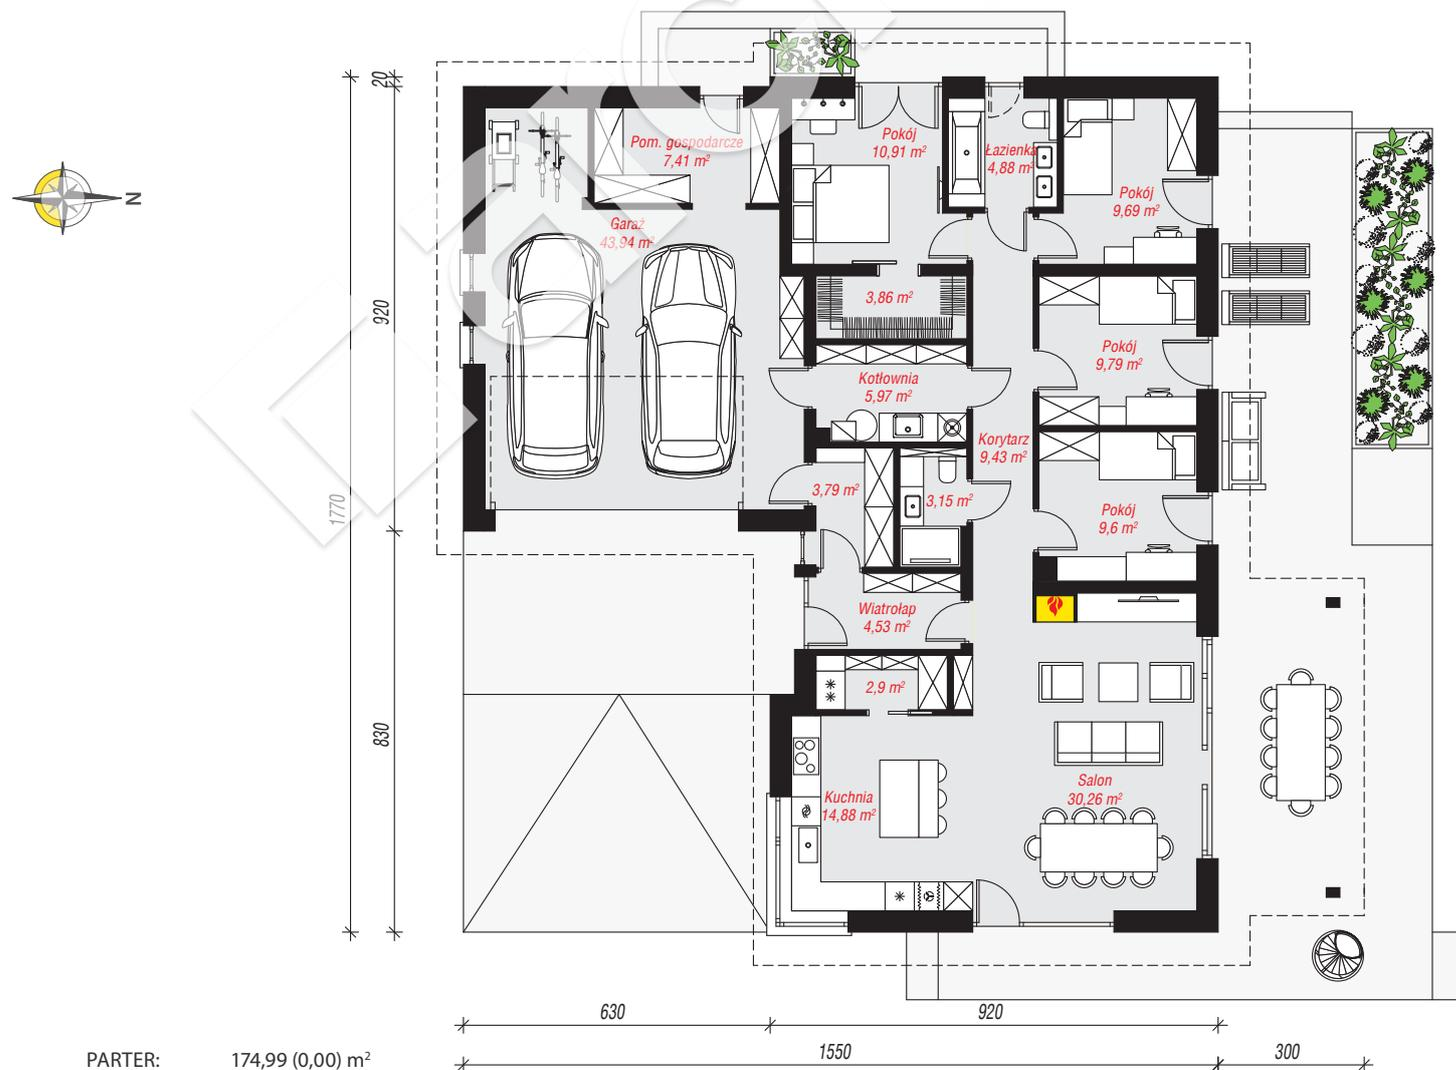 20
Pom. gospodarcze
7,41 m²
Pokój
10,91 m²
Łazienka
4,88 m²
Pokój
9,69 m²
N
Garaż
43,94 m²
3,86 m²
920
Pokój
9,79 m²
Kotłownia
5,97 m²
Korytarz
9,43 m²
1770
3,79 m²
3,15 m²
Pokój
9,6 m²
Wiatrołap
4,53 m²
2,9 m²
830
Kuchnia
14,88 m²
Salon
30,26 m²
630
920
1550
300
PARTER: 174,99 (0,00) m²